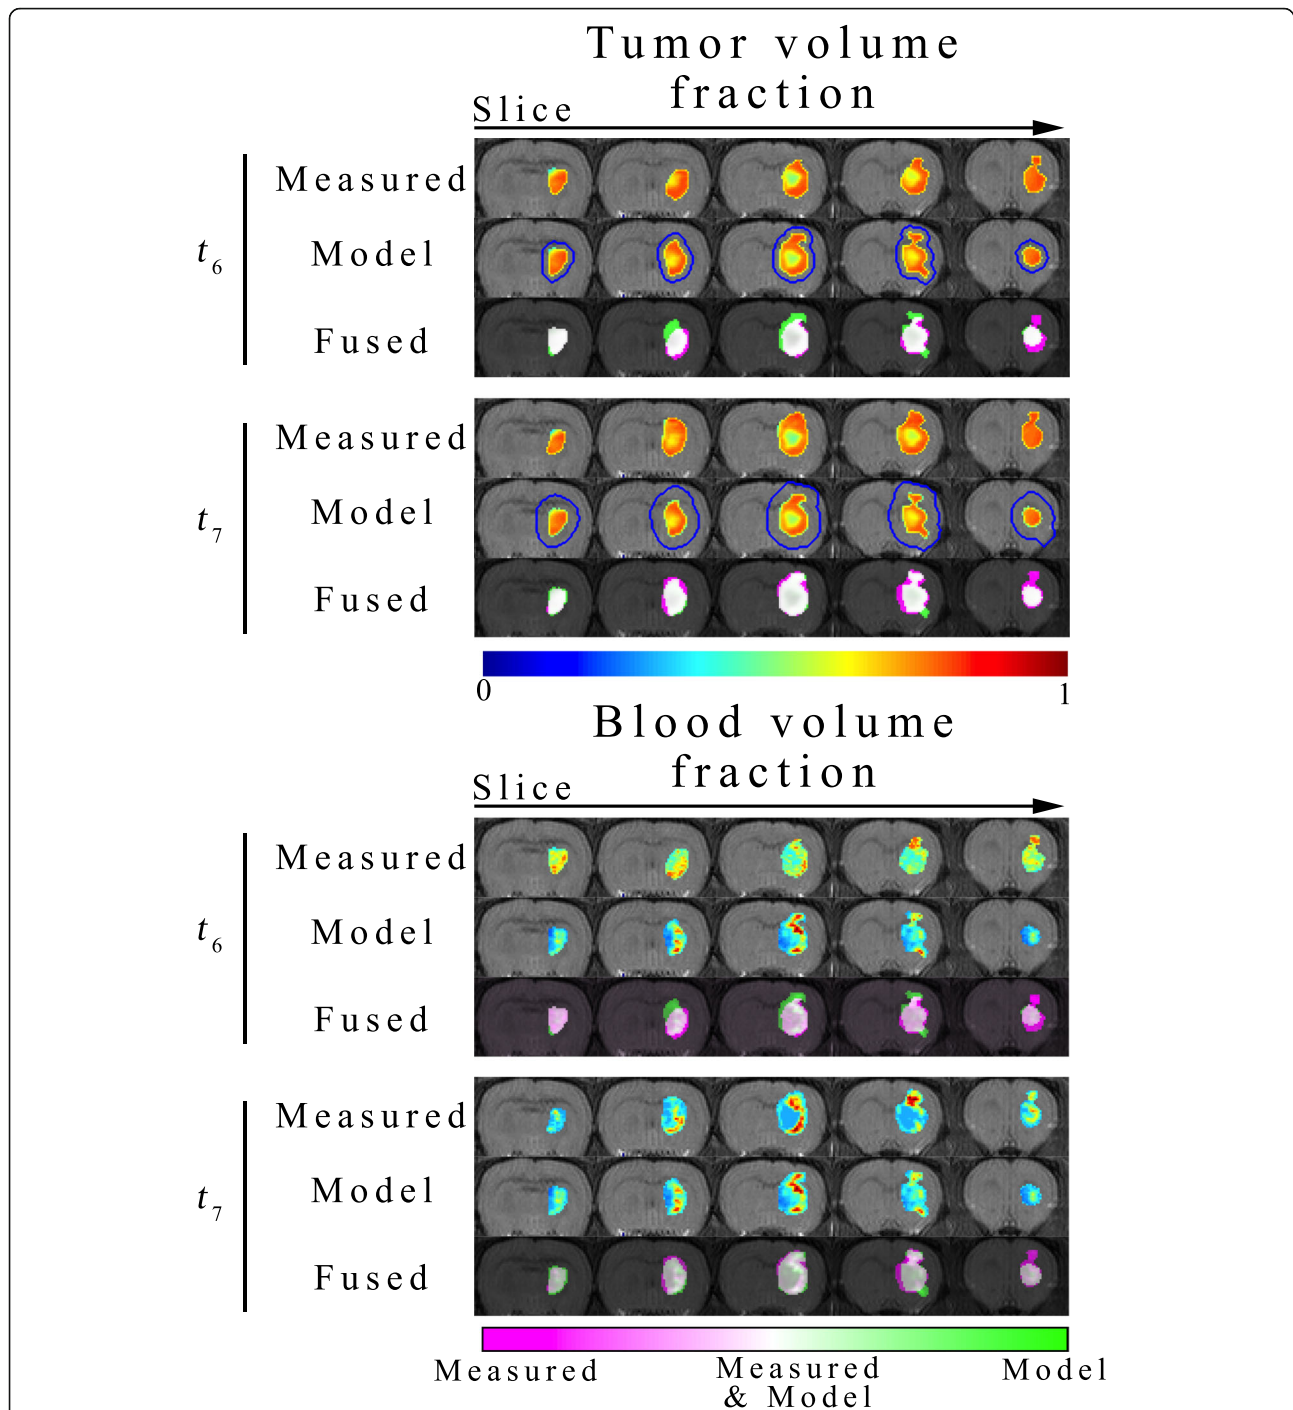 Tumor volume
fraction
Slice
t6
Measured
Model
Fused
t7
Measured
Model
Fused
0 1
Blood volume
fraction
Slice
t6
Measured
Model
Fused
t7
Measured
Model
Fused
Measured Measured Model
& Model